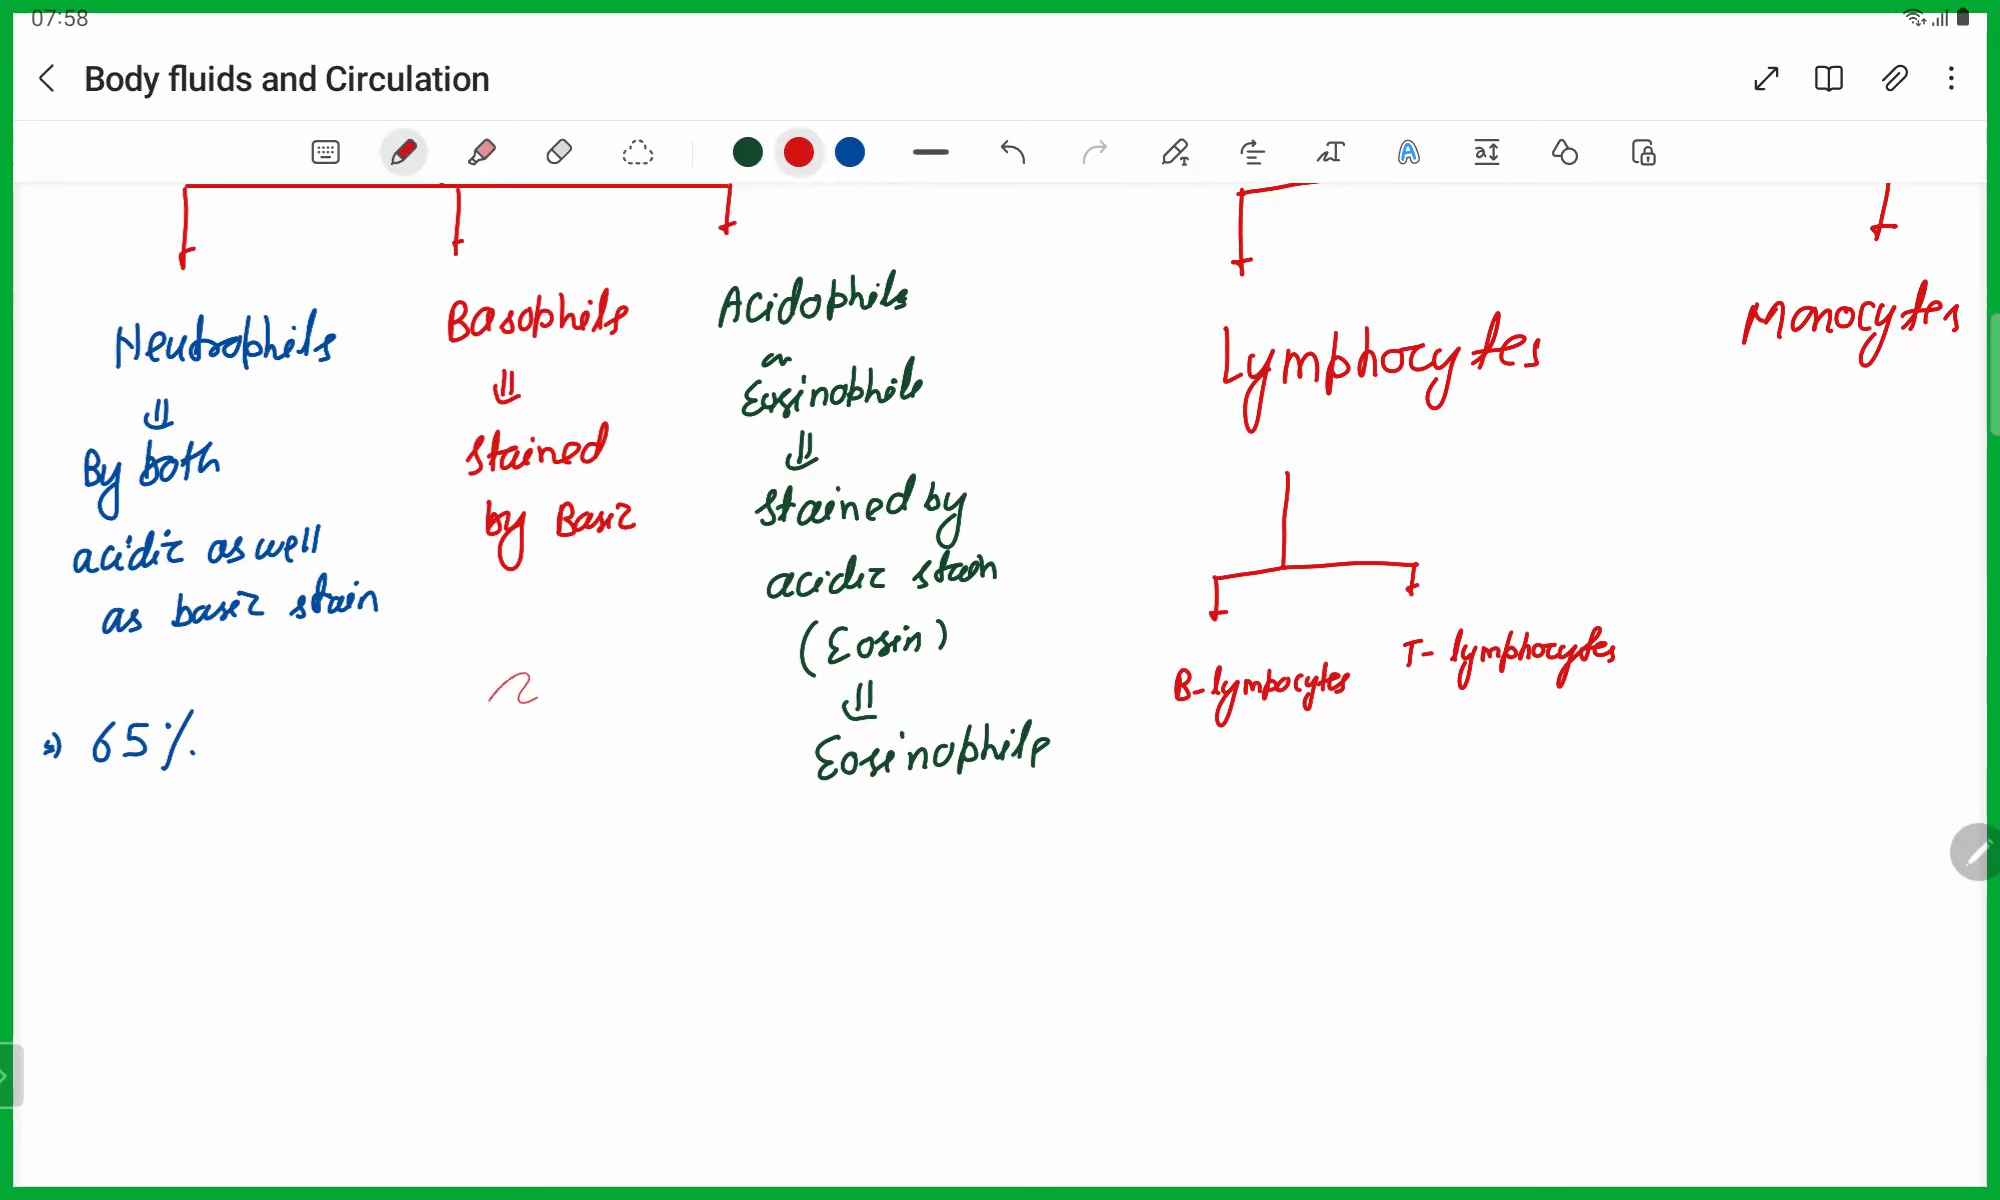 07:58
Body fluids and Circulation
Neutrophils
By both
acidic as well
as basic stain
65%
Basophils
stained
by Basic
Acidophils
or
Eosinophils
stained by
acidic stain
(Eosin)
Eosinophils
Lymphocytes
B-lympocytes
T-lymphocytes
Monocytes